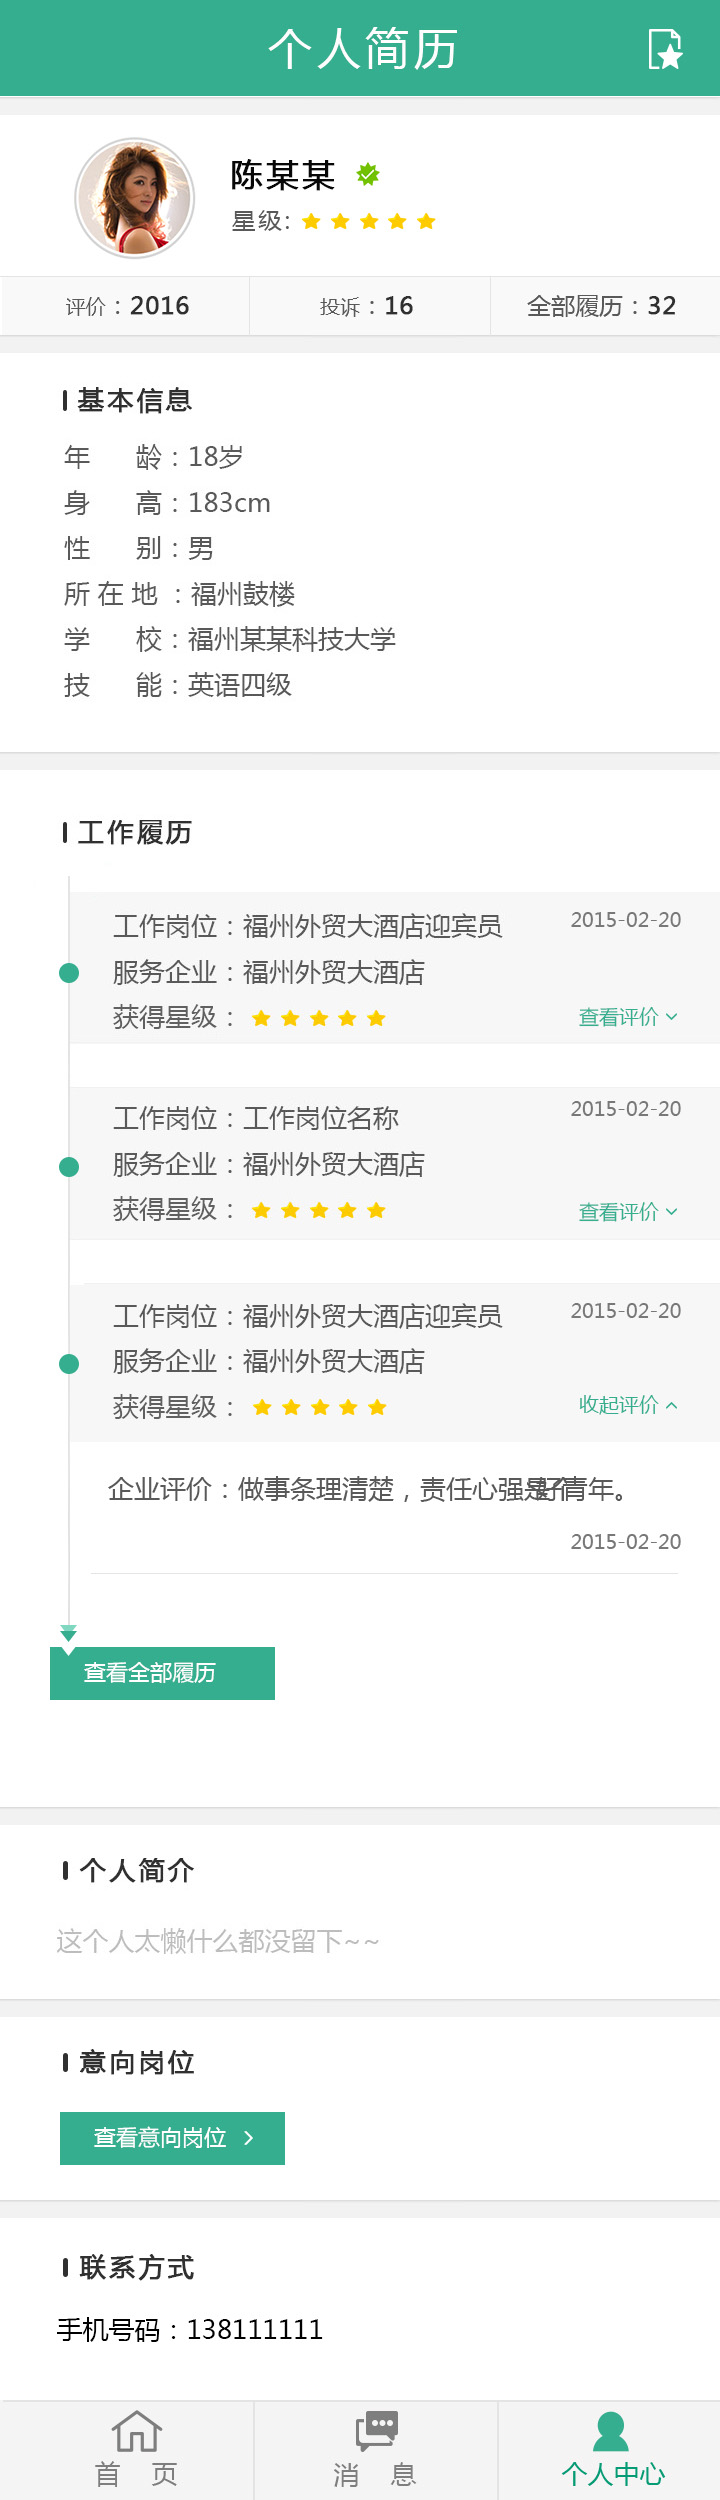 个人简历
陈某某
星级:
评价：2016 投诉：16 全部履历：32
基本信息
年 龄：18岁
身 高：183cm
性 别：男
所 在 地 ：福州鼓楼
学 校：福州某某科技大学
技 能：英语四级
工作履历
工作岗位：福州外贸大酒店迎宾员 2015-02-20
服务企业：福州外贸大酒店
获得星级： 查看评价
工作岗位：工作岗位名称 2015-02-20
服务企业：福州外贸大酒店
获得星级： 查看评价
工作岗位：福州外贸大酒店迎宾员 2015-02-20
服务企业：福州外贸大酒店
获得星级： 收起评价
企业评价：做事条理清楚，责任心强是个好青年。
2015-02-20
查看全部履历
个人简介
这个人太懒什么都没留下~~
意向岗位
查看意向岗位
联系方式
手机号码：138111111
首 页 消 息 个人中心